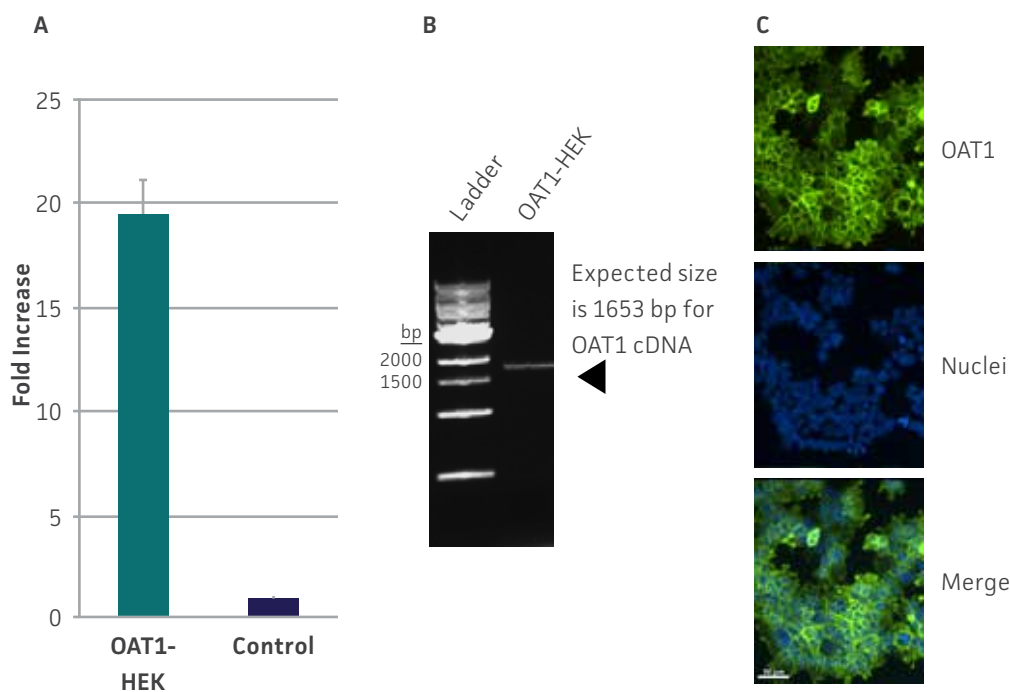 A
Fold Increase
25
20
15
10
5
0
OAT1-
HEK
Control
B
Ladder
OAT1-HEK
bp
2000
1500
Expected size
is 1653 bp for
OAT1 cDNA
C
OAT1
Nuclei
Merge